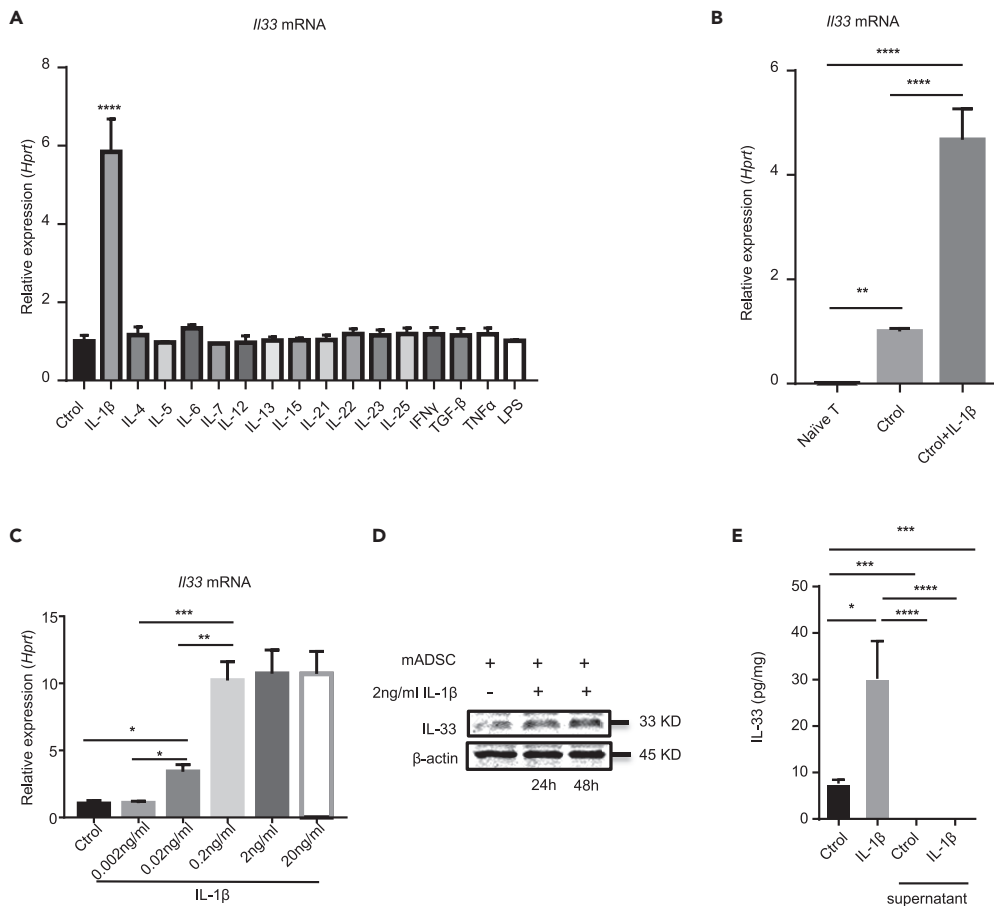 A
Il33 mRNA
Relative expression (Hprt)
8
6
4
2
0
****
Ctrol
IL-1β
IL-4
IL-5
IL-6
IL-7
IL-12
IL-13
IL-15
IL-21
IL-22
IL-23
IL-25
IFNγ
TGF-β
TNFα
LPS
B
Il33 mRNA
Relative expression (Hprt)
6
4
2
0
****
****
**
Naïve T
Ctrol
Ctrol+IL-1β
C
Il33 mRNA
Relative expression (Hprt)
15
10
5
0
***
**
*
*
Ctrol
0.002ng/ml
0.02ng/ml
0.2ng/ml
2ng/ml
20ng/ml
IL-1β
D
mADSC + + +
2ng/ml IL-1β - + +
IL-33 33 KD
β-actin 45 KD
24h 48h
E
IL-33 (pg/mg)
50
40
30
20
10
0
***
***
****
* ****
Ctrol
IL-1β
Ctrol
IL-1β
supernatant